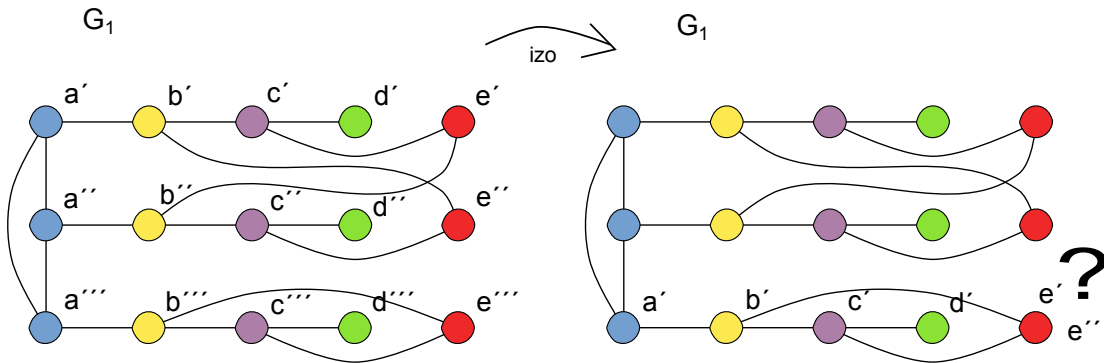 G₁ izo G₁
a´ b´ c´ d´ e´
a´´ b´´ c´´ d´´ e´´
a´´´ b´´´ c´´´ d´´´ e´´´ a´ b´ c´ d´ e´ ?
e´´